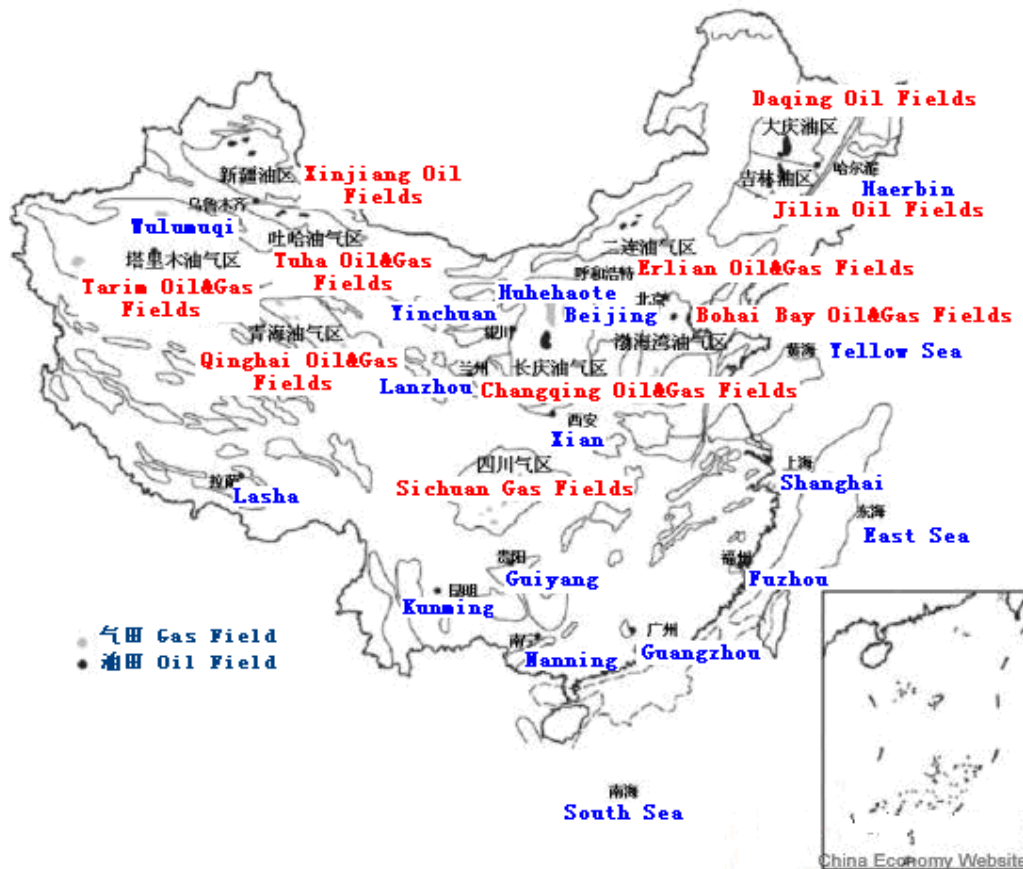 Daqing Oil Fields
大庆油区
哈尔滨
Haerbin
吉林油区
Jilin Oil Fields
新疆油区
Xinjiang Oil
Fields
乌鲁木齐
Wulumuqi
吐哈油气区
Tuha Oil&Gas
Fields
塔里木油气区
Tarim Oil&Gas
Fields
二连油气区
Erlian Oil&Gas Fields
呼和浩特
Huhehaote
北京
Beijing
Bohai Bay Oil&Gas Fields
渤海湾油气区
Yinchuan
银川
青海油气区
Qinghai Oil&Gas
Fields
兰州
Lanzhou
长庆油气区
Changqing Oil&Gas Fields
黄海
Yellow Sea
西安
Xian
四川气区
Sichuan Gas Fields
上海
Shanghai
拉萨
Lasha
东海
East Sea
贵阳
Guiyang
福州
Fuzhou
昆明
Kunming
南宁
Nanning
广州
Guangzhou
气田 Gas Field
油田 Oil Field
南海
South Sea
China Economy Website